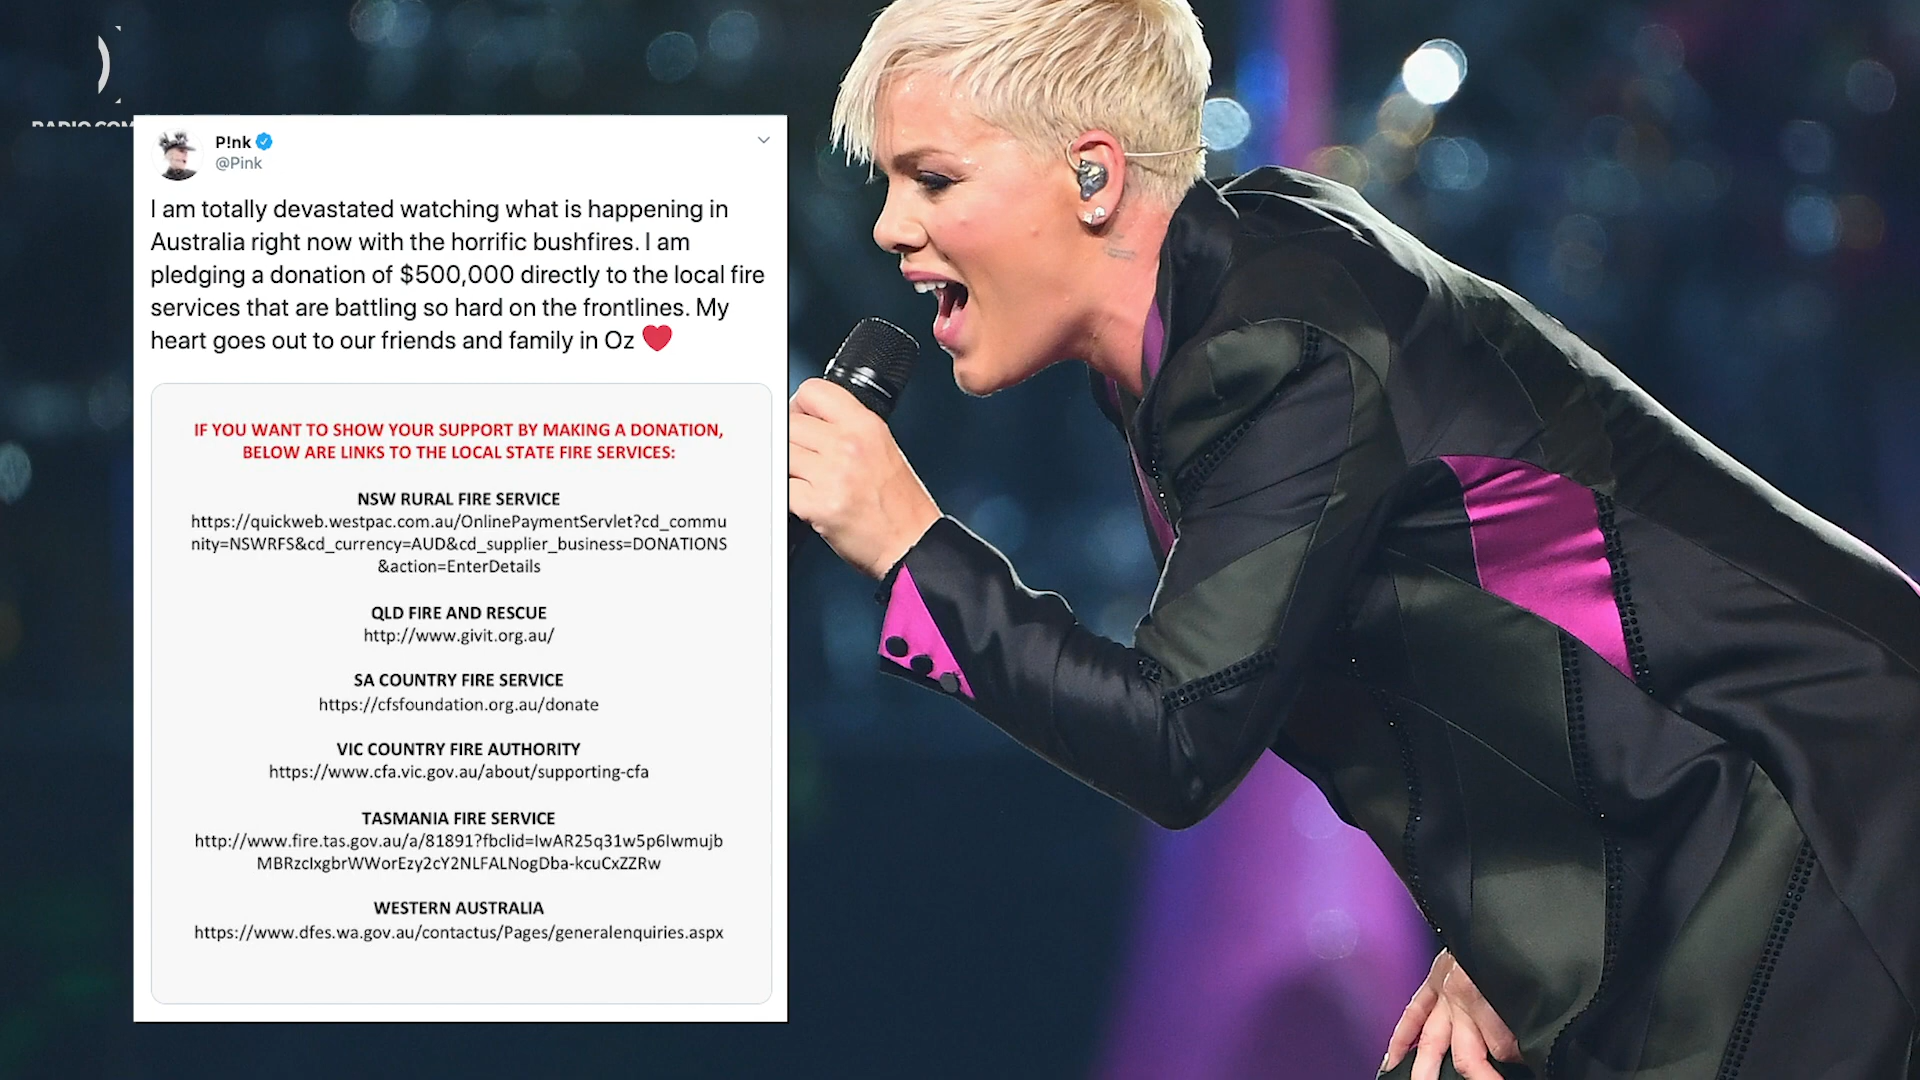 RADIO.COM
P!nk
@Pink
I am totally devastated watching what is happening in
Australia right now with the horrific bushfires. I am
pledging a donation of $500,000 directly to the local fire
services that are battling so hard on the frontlines. My
heart goes out to our friends and family in Oz ❤️
IF YOU WANT TO SHOW YOUR SUPPORT BY MAKING A DONATION,
BELOW ARE LINKS TO THE LOCAL STATE FIRE SERVICES:
NSW RURAL FIRE SERVICE
https://quickweb.westpac.com.au/OnlinePaymentServlet?cd_commu
nity=NSWRFS&cd_currency=AUD&cd_supplier_business=DONATIONS
&action=EnterDetails
QLD FIRE AND RESCUE
http://www.givit.org.au/
SA COUNTRY FIRE SERVICE
https://cfsfoundation.org.au/donate
VIC COUNTRY FIRE AUTHORITY
https://www.cfa.vic.gov.au/about/supporting-cfa
TASMANIA FIRE SERVICE
http://www.fire.tas.gov.au/a/81891?fbclid=IwAR25q31w5p6Iwmujb
MBRzcIxgbrWWorEzy2cY2NLFALNogDba-kcuCxZZRw
WESTERN AUSTRALIA
https://www.dfes.wa.gov.au/contactus/Pages/generalenquiries.aspx